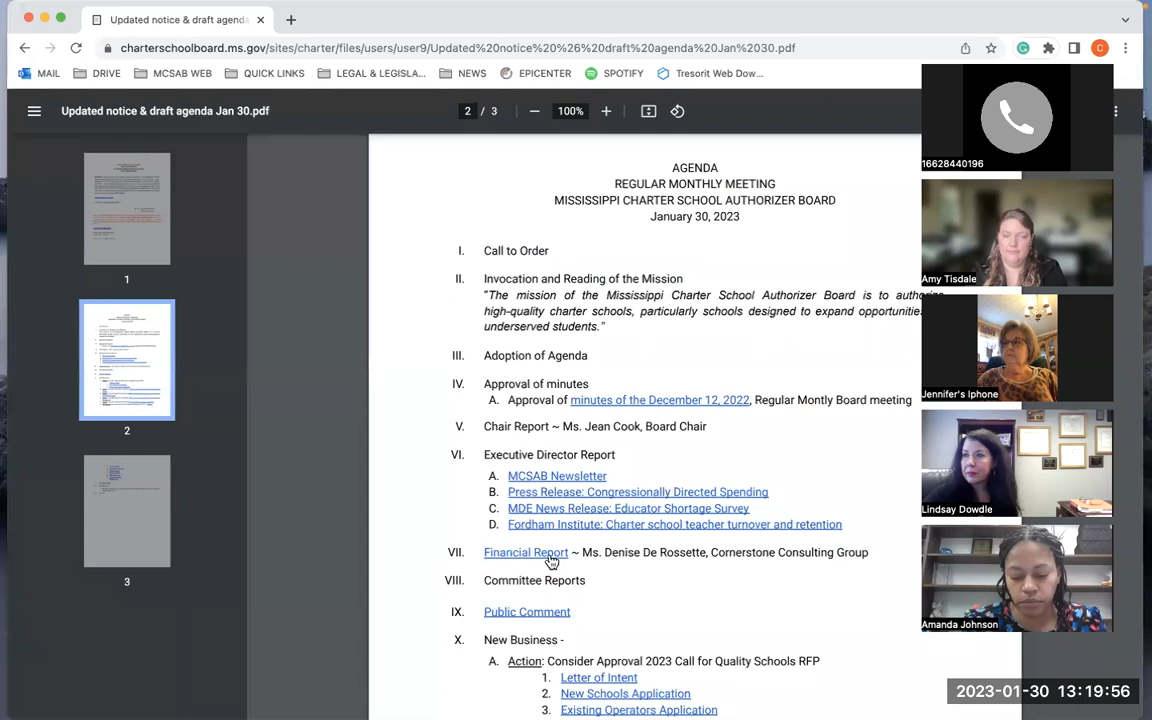 Updated notice & draft agenda
charterschoolboard.ms.gov/sites/charter/files/users/user9/Updated%20notice%20%26%20draft%20agenda%20Jan%2030.pdf
C
MAIL DRIVE MCSAB WEB QUICK LINKS LEGAL & LEGISLA... NEWS EPICENTER SPOTIFY Tresorit Web Dow...
Updated notice & draft agenda Jan 30.pdf
2 / 3
100%
1
2
3
AGENDA
REGULAR MONTHLY MEETING
MISSISSIPPI CHARTER SCHOOL AUTHORIZER BOARD
January 30, 2023
I. Call to Order
II. Invocation and Reading of the Mission
"The mission of the Mississippi Charter School Authorizer Board is to
high-quality charter schools, particularly schools designed to expand
underserved students."
III. Adoption of Agenda
IV. Approval of minutes
A. Approval of minutes of the December 12, 2022, Regular Montly Board meeting
V. Chair Report ~ Ms. Jean Cook, Board Chair
VI. Executive Director Report
A. MCSAB Newsletter
B. Press Release: Congressionally Directed Spending
C. MDE News Release: Educator Shortage Survey
D. Fordham Institute: Charter school teacher turnover and retention
VII. Financial Report ~ Ms. Denise De Rossette, Cornerstone Consulting Group
VIII. Committee Reports
IX. Public Comment
X. New Business -
A. Action: Consider Approval 2023 Call for Quality Schools RFP
1. Letter of Intent
2. New Schools Application
3. Existing Operators Application
16628440196
Amy Tisdale
Jennifer's Iphone
Lindsay Dowdle
Amanda Johnson
2023-01-30 13:19:56